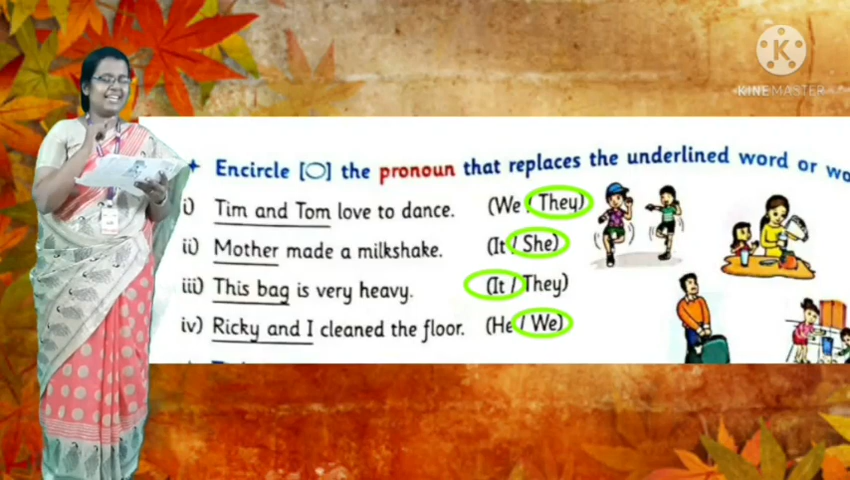 K
KINEMASTER
Encircle [○] the pronoun that replaces the underlined word or wo
i) Tim and Tom love to dance. (We / They)
ii) Mother made a milkshake. (It / She)
iii) This bag is very heavy. (It / They)
iv) Ricky and I cleaned the floor. (He / We)